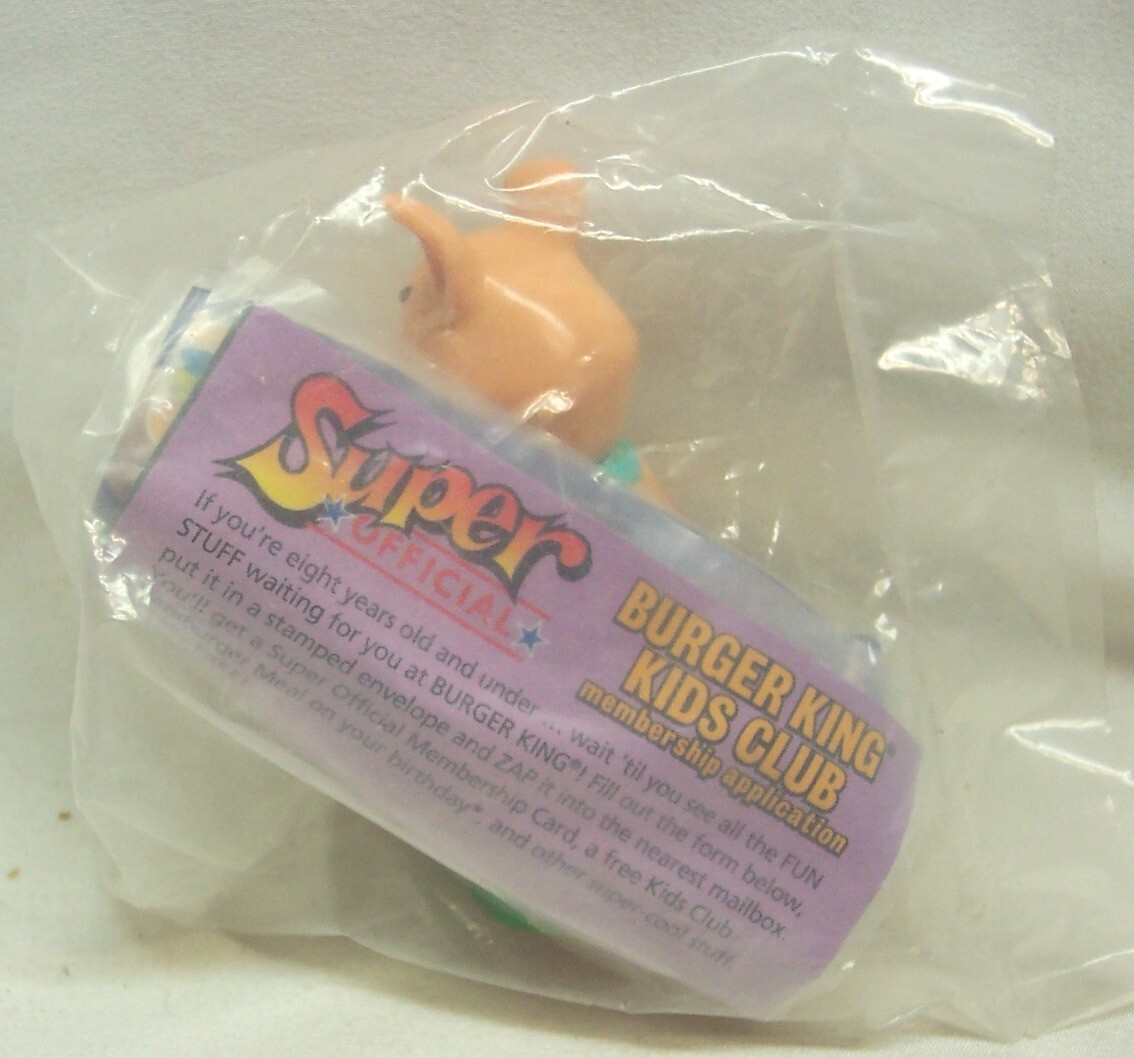 Super
OFFICIAL
BURGER KING®
KIDS CLUB
membership application
If you're eight years old and under ... wait 'til you see all the FUN
STUFF waiting for you at BURGER KING®! Fill out the form below,
put it in a stamped envelope and ZAP it into the nearest mailbox.
You'll get a Super Official Membership Card, a free Kids Club
Meal on your birthday*, and other super-cool stuff.